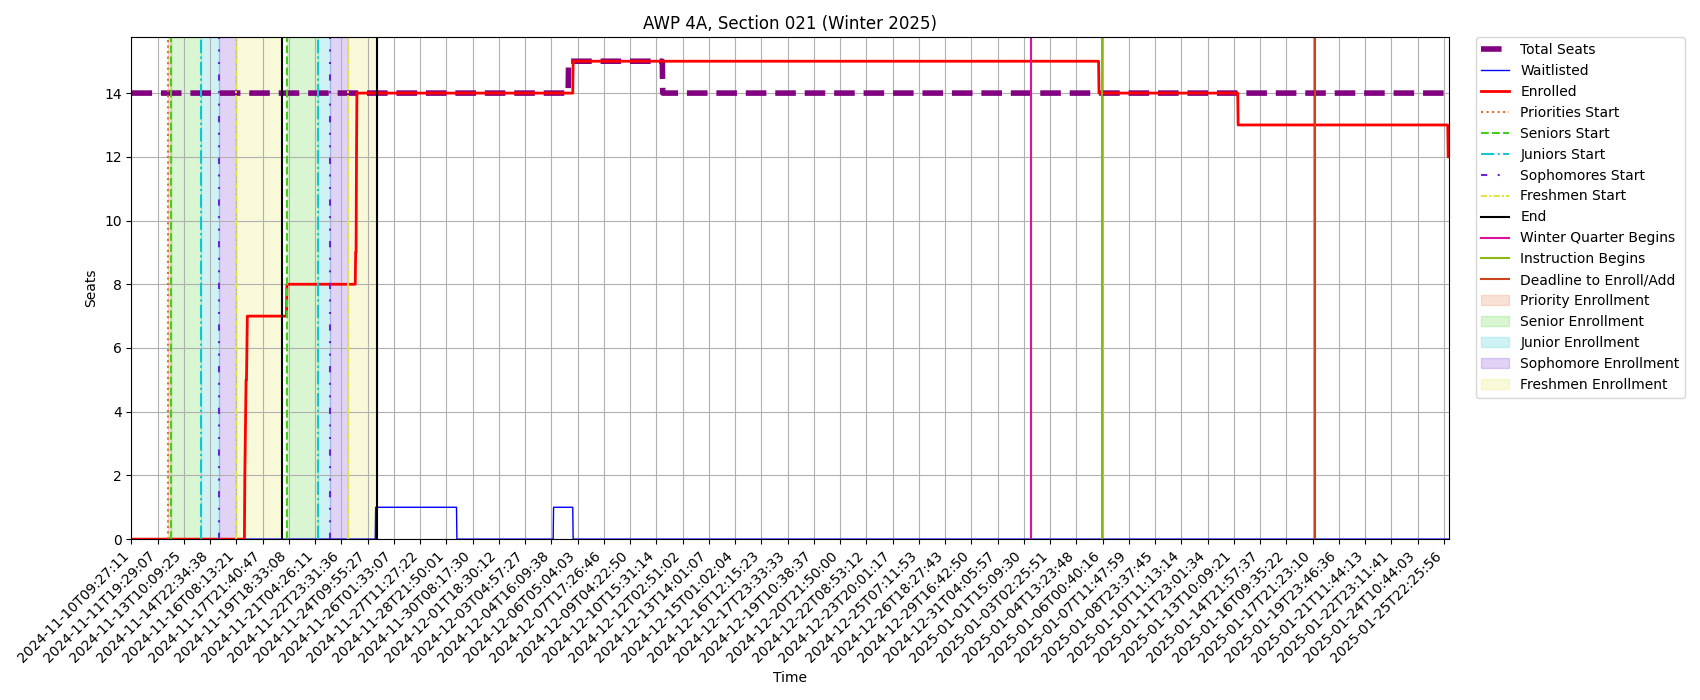 AWP 4A, Section 021 (Winter 2025)
Seats
14
12
10
8
6
4
2
0
2024-11-10T09:27:11
2024-11-11T19:29:07
2024-11-13T10:09:25
2024-11-14T22:34:38
2024-11-16T08:13:21
2024-11-17T21:40:47
2024-11-19T18:33:08
2024-11-21T04:26:11
2024-11-22T22:31:36
2024-11-24T09:55:27
2024-11-26T01:33:07
2024-11-27T11:27:22
2024-11-28T21:50:01
2024-11-30T08:17:30
2024-12-01T18:30:12
2024-12-03T04:57:27
2024-12-04T16:09:38
2024-12-06T05:04:03
2024-12-07T17:26:46
2024-12-09T04:22:50
2024-12-10T15:31:14
2024-12-12T02:51:02
2024-12-13T14:01:07
2024-12-15T01:02:04
2024-12-16T12:15:23
2024-12-17T23:33:33
2024-12-19T10:38:37
2024-12-20T21:50:00
2024-12-22T08:53:12
2024-12-23T20:01:17
2024-12-25T07:11:53
2024-12-26T18:27:43
2024-12-29T16:42:50
2024-12-31T04:05:57
2025-01-01T15:09:30
2025-01-03T02:25:51
2025-01-04T13:23:48
2025-01-06T00:40:16
2025-01-07T11:47:59
2025-01-08T23:37:45
2025-01-10T11:13:14
2025-01-11T23:01:34
2025-01-13T10:09:21
2025-01-14T21:57:37
2025-01-16T09:35:22
2025-01-17T21:23:10
2025-01-19T23:46:36
2025-01-21T11:44:13
2025-01-22T23:11:41
2025-01-24T10:44:03
2025-01-25T22:25:56
Time
Total Seats
Waitlisted
Enrolled
Priorities Start
Seniors Start
Juniors Start
Sophomores Start
Freshmen Start
End
Winter Quarter Begins
Instruction Begins
Deadline to Enroll/Add
Priority Enrollment
Senior Enrollment
Junior Enrollment
Sophomore Enrollment
Freshmen Enrollment